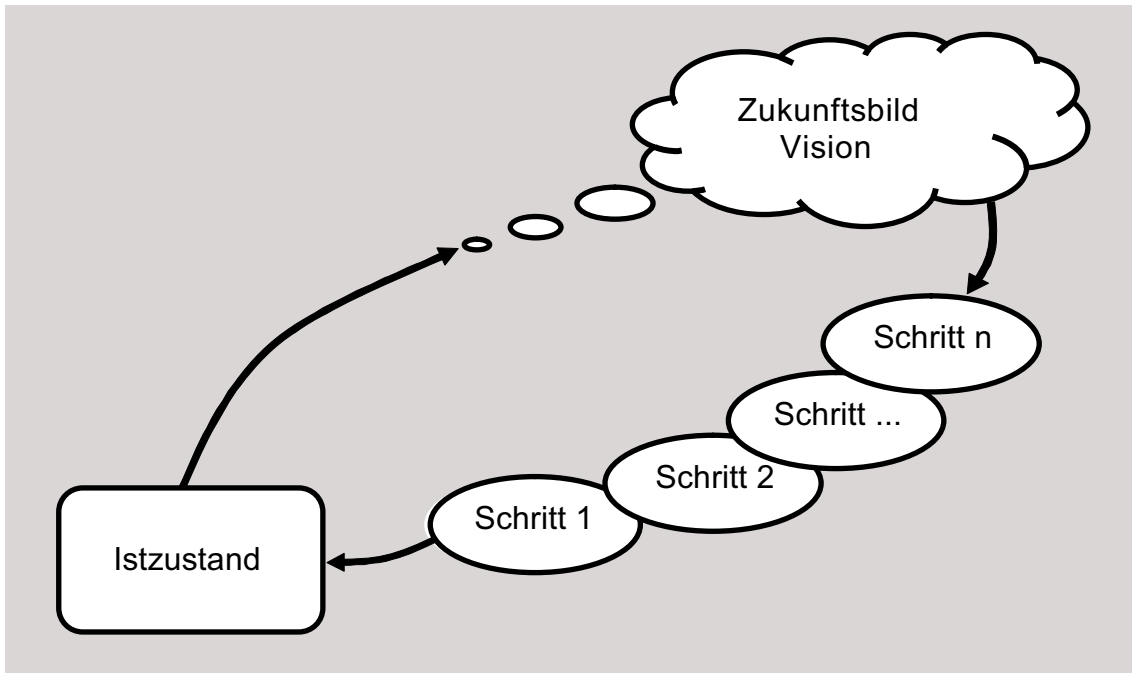 Zukunftsbild
Vision
Schritt n
Schritt ...
Schritt 2
Schritt 1
Istzustand